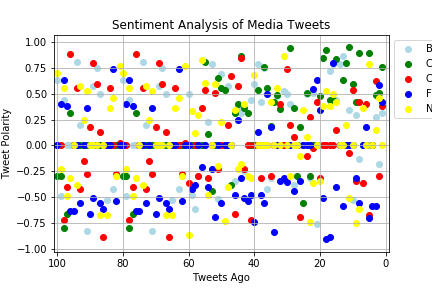 Sentiment Analysis of Media Tweets
1.00
0.75
0.50
0.25
0.00
−0.25
−0.50
−0.75
−1.00
Tweet Polarity
100
80
60
40
20
0
Tweets Ago
B
C
C
F
N